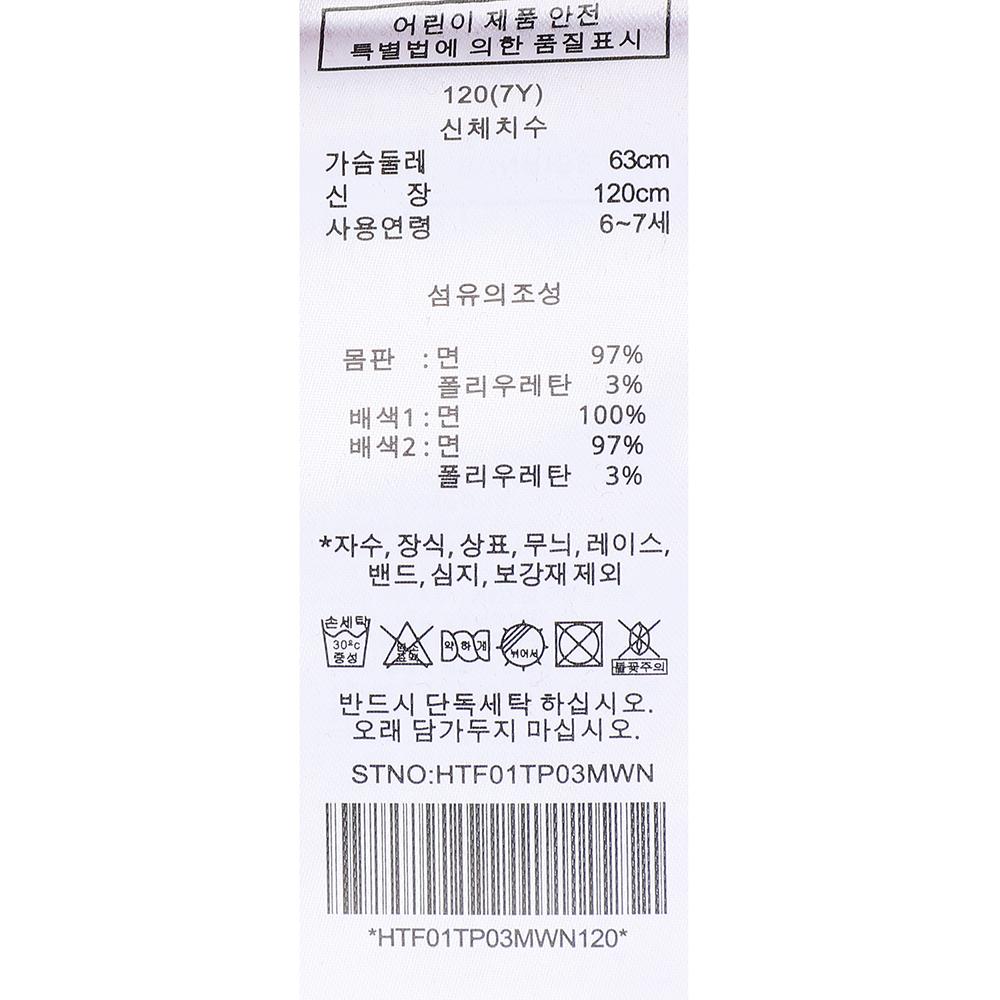 어린이 제품 안전
특별법에 의한 품질표시
120(7Y)
신체치수
가슴둘레 63cm
신 장 120cm
사용연령 6~7세
섬유의조성
몸판 : 면 97%
폴리우레탄 3%
배색1 : 면 100%
배색2 : 면 97%
폴리우레탄 3%
*자수, 장식, 상표, 무늬, 레이스,
밴드, 심지, 보강재 제외
손세탁 30ºc 중성 염소 표백 약하게 뉘어서 불꽃주의
반드시 단독세탁 하십시오.
오래 담가두지 마십시오.
STNO:HTF01TP03MWN
*HTF01TP03MWN120*